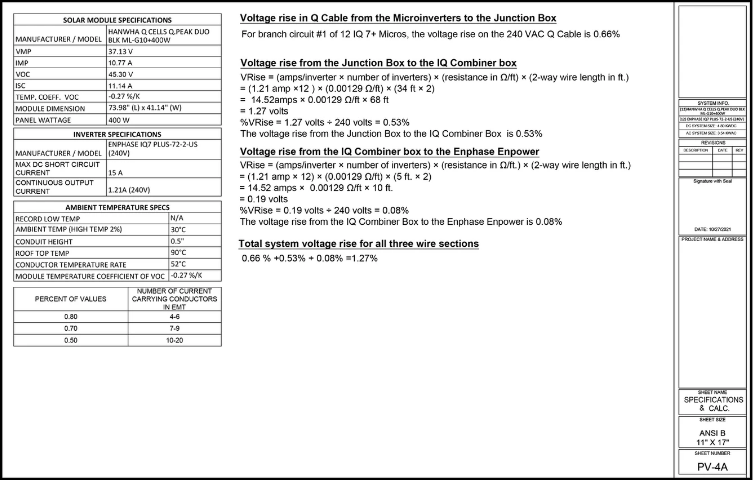 SOLAR MODULE SPECIFICATIONS
MANUFACTURER / MODEL HANWHA Q CELLS Q.PEAK DUO
BLK ML-G10+400W
VMP 37.13 V
IMP 10.77 A
VOC 45.30 V
ISC 11.14 A
TEMP. COEFF. VOC -0.27 %/K
MODULE DIMENSION 73.98" (L) x 41.14" (W)
PANEL WATTAGE 400 W
INVERTER SPECIFICATIONS
MANUFACTURER / MODEL ENPHASE IQ7 PLUS-72-2-US
(240V)
MAX DC SHORT CIRCUIT
CURRENT 15 A
CONTINUOUS OUTPUT
CURRENT 1.21A (240V)
AMBIENT TEMPERATURE SPECS
RECORD LOW TEMP N/A
AMBIENT TEMP (HIGH TEMP 2%) 30°C
CONDUIT HEIGHT 0.5"
ROOF TOP TEMP 90°C
CONDUCTOR TEMPERATURE RATE 52°C
MODULE TEMPERATURE COEFFICIENT OF VOC -0.27 %/K
PERCENT OF VALUES NUMBER OF CURRENT
CARRYING CONDUCTORS
IN EMT
0.80 4-6
0.70 7-9
0.50 10-20
Voltage rise in Q Cable from the Microinverters to the Junction Box
For branch circuit #1 of 12 IQ 7+ Micros, the voltage rise on the 240 VAC Q Cable is 0.66%
Voltage rise from the Junction Box to the IQ Combiner box
VRise = (amps/inverter × number of inverters) × (resistance in Ω/ft) × (2-way wire length in ft.)
= (1.21 amp ×12 ) × (0.00129 Ω/ft) × (34 ft × 2)
= 14.52amps × 0.00129 Ω/ft × 68 ft
= 1.27 volts
%VRise = 1.27 volts ÷ 240 volts = 0.53%
The voltage rise from the Junction Box to the IQ Combiner Box is 0.53%
Voltage rise from the IQ Combiner box to the Enphase Enpower
VRise = (amps/inverter × number of inverters) × (resistance in Ω/ft.) × (2-way wire length in ft.)
= (1.21 amp × 12) × (0.00129 Ω/ft) × (5 ft. × 2)
= 14.52 amps × 0.00129 Ω/ft × 10 ft.
= 0.19 volts
%VRise = 0.19 volts ÷ 240 volts = 0.08%
The voltage rise from the IQ Combiner Box to the Enphase Enpower is 0.08%
Total system voltage rise for all three wire sections
0.66 % +0.53% + 0.08% =1.27%
SYSTEM INFO.
REVISIONS
DESCRIPTION DATE REV
Signature with Seal
DATE: 10/27/2021
PROJECT NAME & ADDRESS
SHEET NAME
SPECIFICATIONS
& CALC.
SHEET SIZE
ANSI B
11" X 17"
SHEET NUMBER
PV-4A